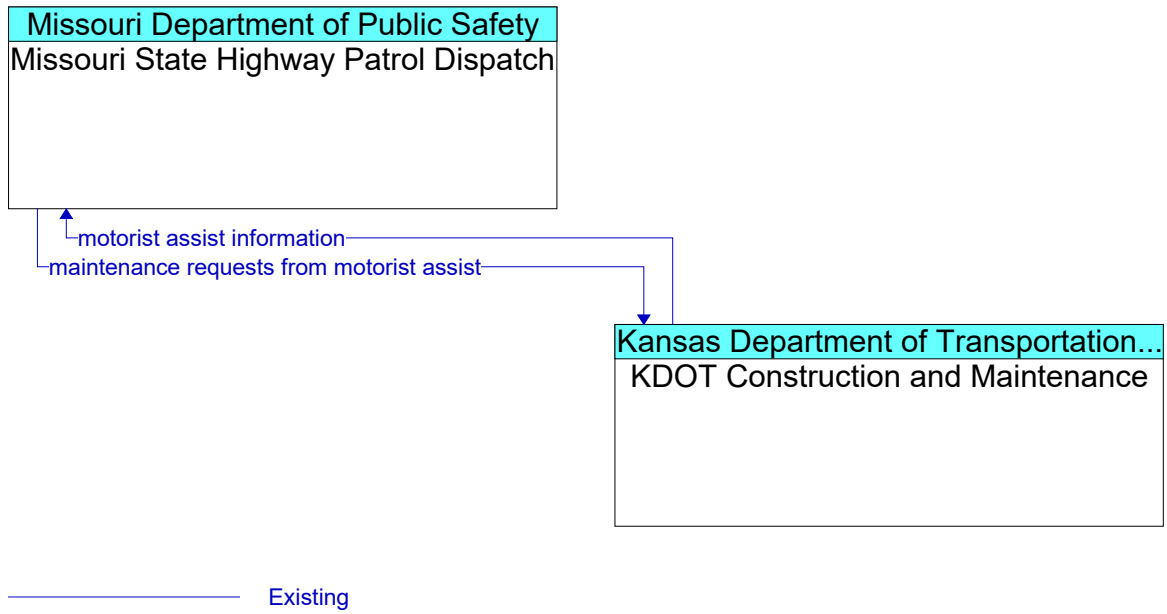 Missouri Department of Public Safety
Missouri State Highway Patrol Dispatch
motorist assist information
maintenance requests from motorist assist
Kansas Department of Transportation...
KDOT Construction and Maintenance
Existing